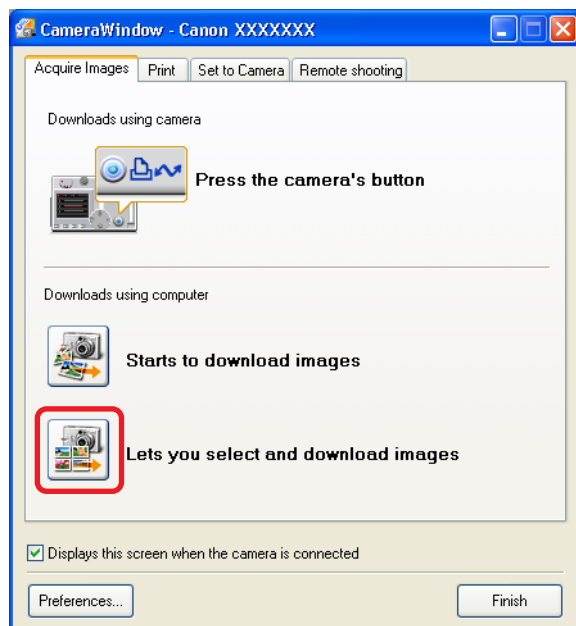 CameraWindow - Canon XXXXXXX
Acquire Images Print Set to Camera Remote shooting
Downloads using camera
Press the camera's button
Downloads using computer
Starts to download images
Lets you select and download images
Displays this screen when the camera is connected
Preferences... Finish